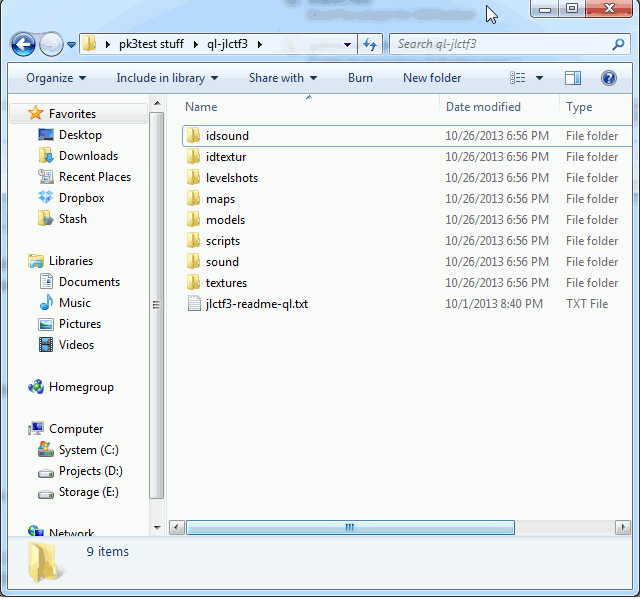 pk3test stuff ql-jlctf3 Search ql-jlctf3
Organize Include in library Share with Burn New folder
Name Date modified Type
Favorites
Desktop
Downloads
Recent Places
Dropbox
Stash
Libraries
Documents
Music
Pictures
Videos
Homegroup
Computer
System (C:)
Projects (D:)
Storage (E:)
Network
idsound 10/26/2013 6:56 PM File folder
idtextur 10/26/2013 6:56 PM File folder
levelshots 10/26/2013 6:56 PM File folder
maps 10/26/2013 6:56 PM File folder
models 10/26/2013 6:56 PM File folder
scripts 10/26/2013 6:56 PM File folder
sound 10/26/2013 6:56 PM File folder
textures 10/26/2013 6:56 PM File folder
jlctf3-readme-ql.txt 10/1/2013 8:40 PM TXT File
9 items